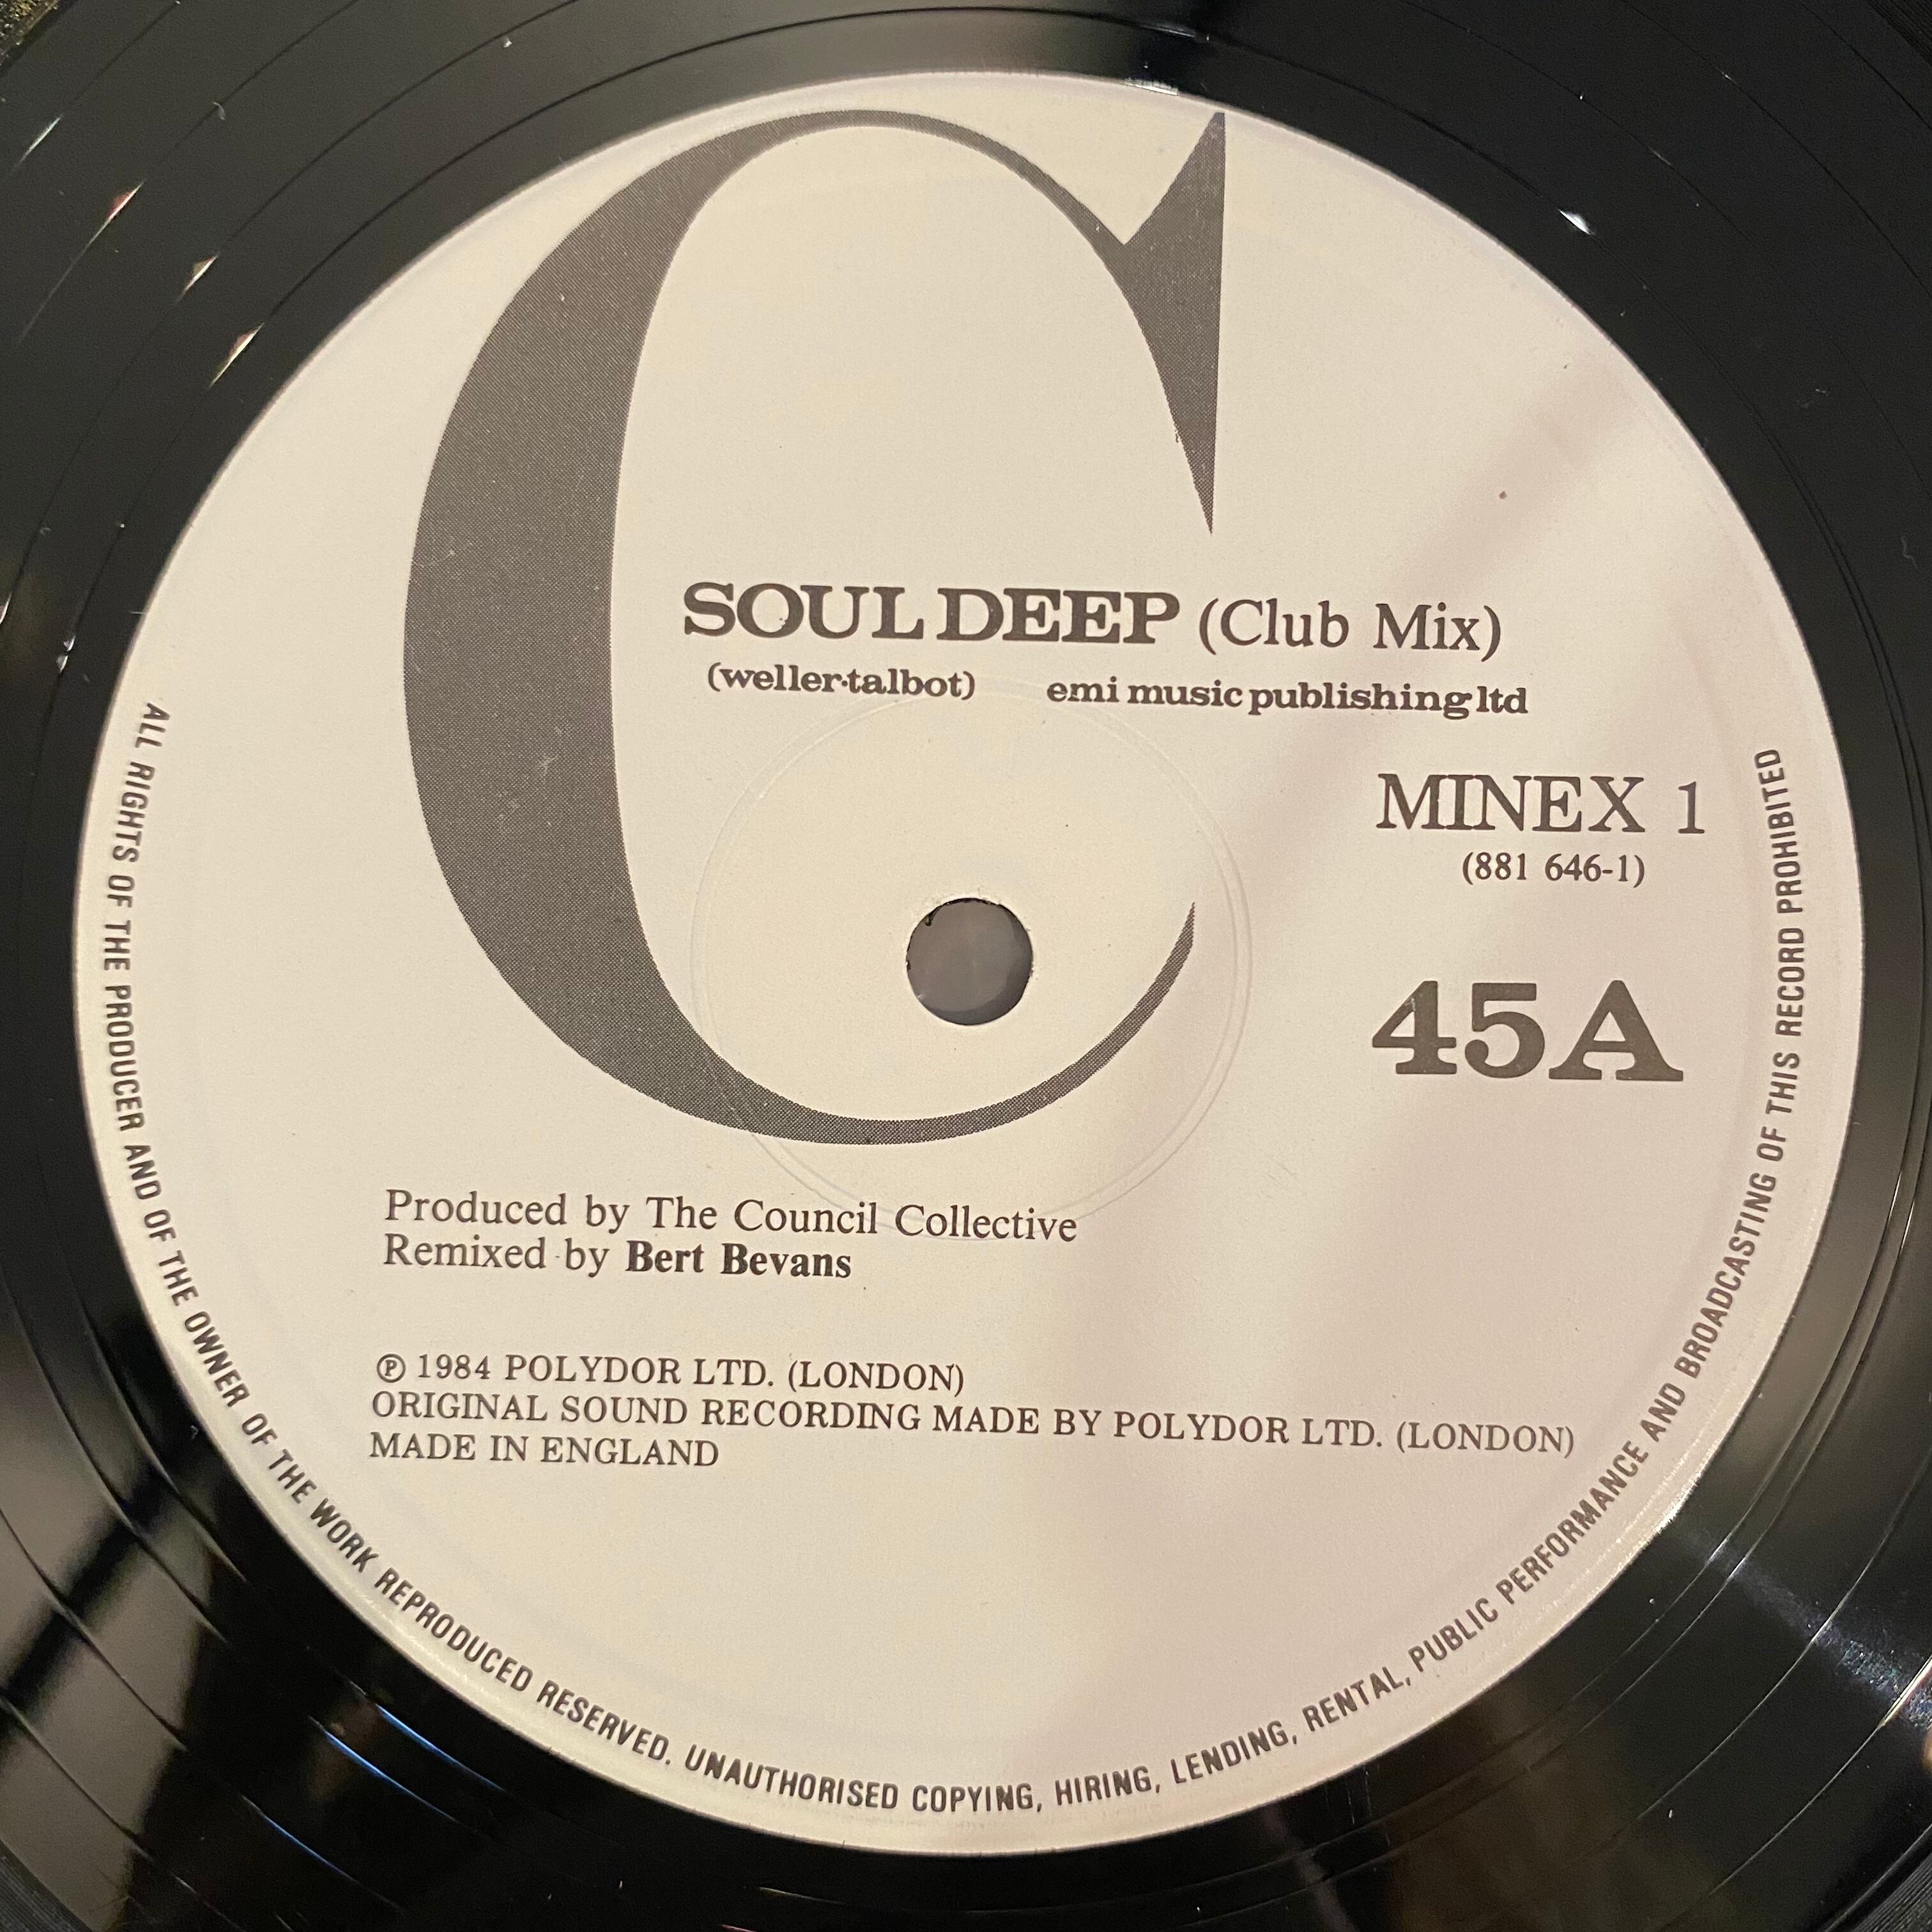 C
SOUL DEEP (Club Mix)
(weller·talbot) emi music publishing ltd
MINEX 1
(881 646-1)
45A
Produced by The Council Collective
Remixed by Bert Bevans
℗ 1984 POLYDOR LTD. (LONDON)
ORIGINAL SOUND RECORDING MADE BY POLYDOR LTD. (LONDON)
MADE IN ENGLAND
ALL RIGHTS OF THE PRODUCER AND OF THE OWNER OF THE WORK REPRODUCED RESERVED. UNAUTHORISED COPYING, HIRING, LENDING, RENTAL, PUBLIC PERFORMANCE AND BROADCASTING OF THIS RECORD PROHIBITED